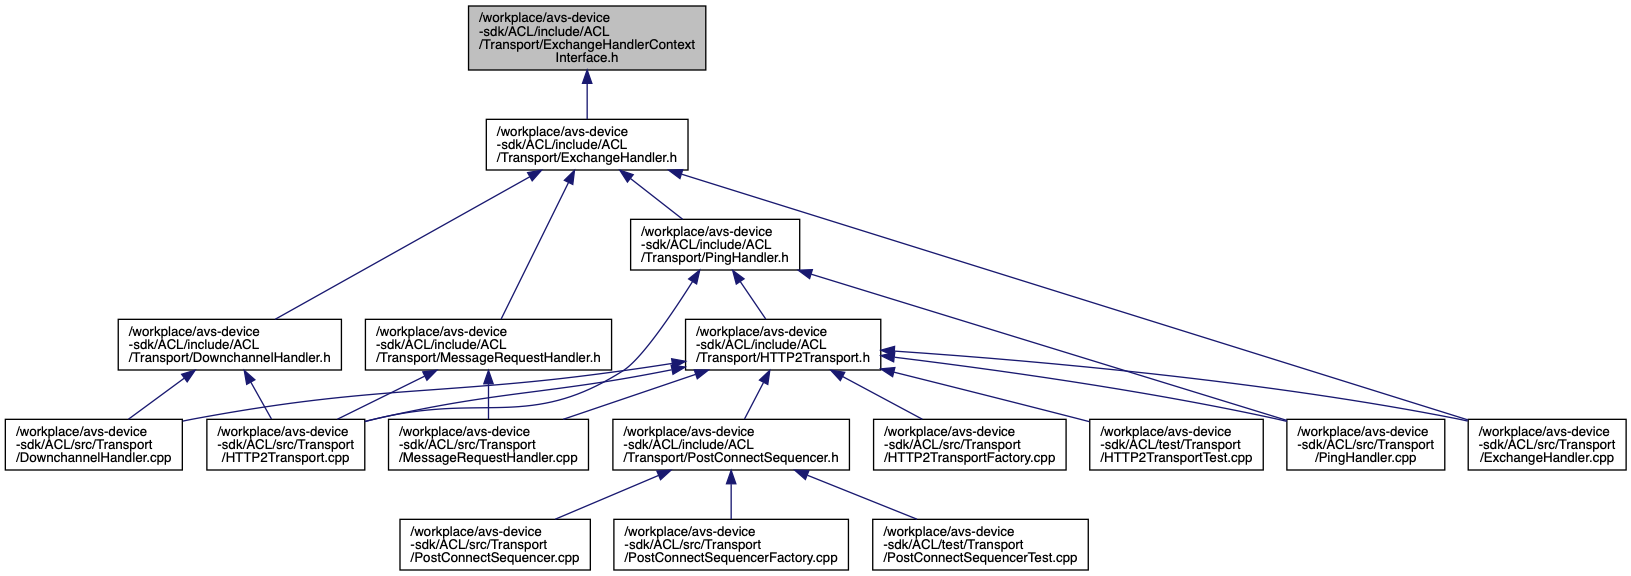 /workplace/avs-device
-sdk/ACL/include/ACL
/Transport/ExchangeHandlerContext
Interface.h
/workplace/avs-device
-sdk/ACL/include/ACL
/Transport/ExchangeHandler.h
/workplace/avs-device
-sdk/ACL/include/ACL
/Transport/PingHandler.h
/workplace/avs-device
-sdk/ACL/include/ACL
/Transport/DownchannelHandler.h
/workplace/avs-device
-sdk/ACL/include/ACL
/Transport/MessageRequestHandler.h
/workplace/avs-device
-sdk/ACL/include/ACL
/Transport/HTTP2Transport.h
/workplace/avs-device
-sdk/ACL/src/Transport
/DownchannelHandler.cpp
/workplace/avs-device
-sdk/ACL/src/Transport
/HTTP2Transport.cpp
/workplace/avs-device
-sdk/ACL/src/Transport
/MessageRequestHandler.cpp
/workplace/avs-device
-sdk/ACL/include/ACL
/Transport/PostConnectSequencer.h
/workplace/avs-device
-sdk/ACL/src/Transport
/HTTP2TransportFactory.cpp
/workplace/avs-device
-sdk/ACL/test/Transport
/HTTP2TransportTest.cpp
/workplace/avs-device
-sdk/ACL/src/Transport
/PingHandler.cpp
/workplace/avs-device
-sdk/ACL/src/Transport
/ExchangeHandler.cpp
/workplace/avs-device
-sdk/ACL/src/Transport
/PostConnectSequencer.cpp
/workplace/avs-device
-sdk/ACL/src/Transport
/PostConnectSequencerFactory.cpp
/workplace/avs-device
-sdk/ACL/test/Transport
/PostConnectSequencerTest.cpp